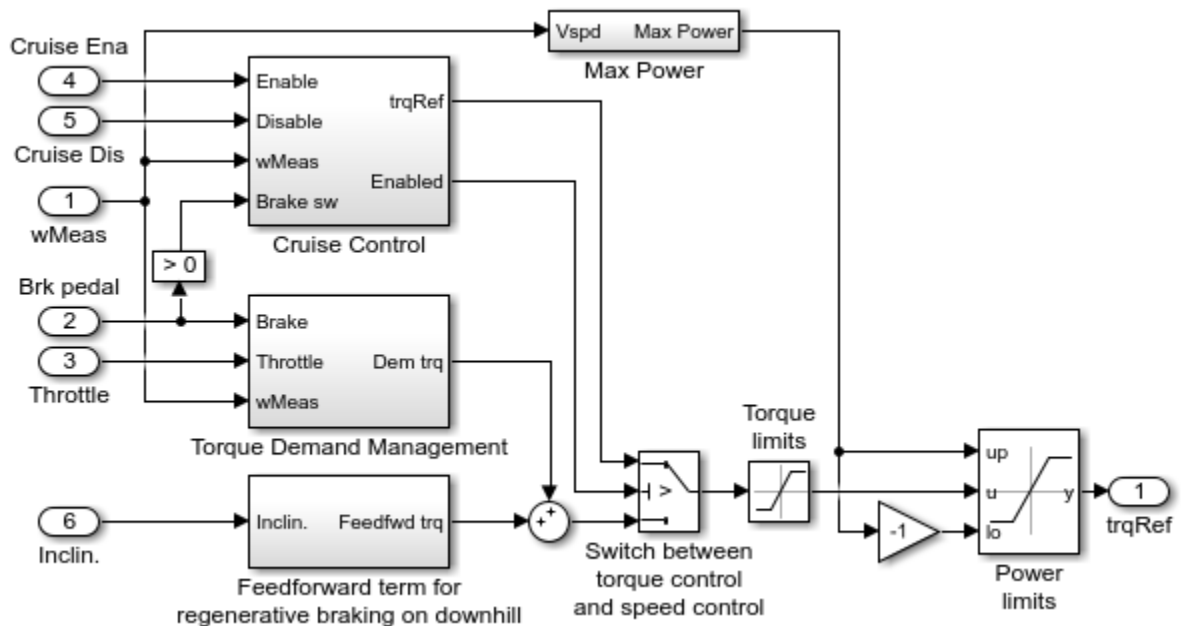 Vspd
Max Power
Max Power
Cruise Ena
4
5
Cruise Dis
1
wMeas
Enable
Disable
wMeas
Brake sw
trqRef
Enabled
Cruise Control
> 0
Brk pedal
2
3
Throttle
Brake
Throttle
wMeas
Dem trq
Torque Demand Management
6
Inclin.
Inclin.
Feedfwd trq
Feedforward term for
regenerative braking on downhill
+
+
>
Switch between
torque control
and speed control
Torque
limits
-1
up
u
lo
y
Power
limits
1
trqRef